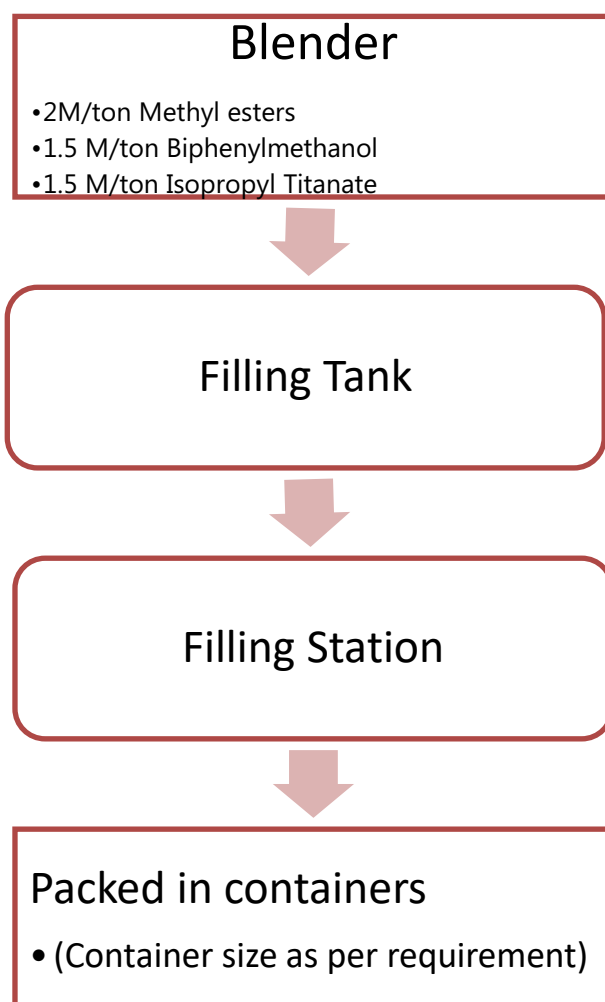 Blender
•2M/ton Methyl esters
•1.5 M/ton Biphenylmethanol
•1.5 M/ton Isopropyl Titanate
Filling Tank
Filling Station
Packed in containers
• (Container size as per requirement)